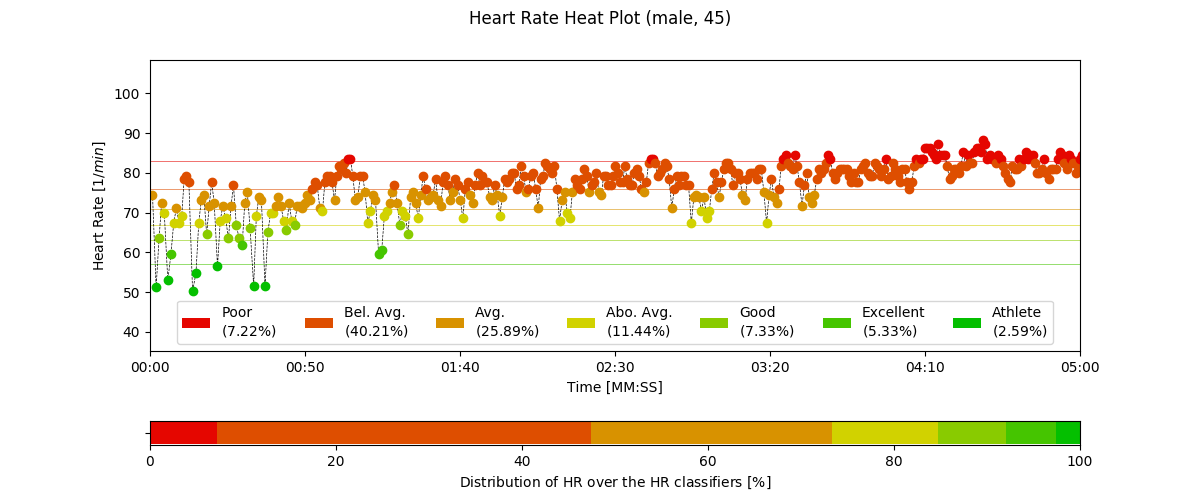 Heart Rate Heat Plot (male, 45)
Heart Rate [1/min]
100
90
80
70
60
50
40
Poor
(7.22%)
Bel. Avg.
(40.21%)
Avg.
(25.89%)
Abo. Avg.
(11.44%)
Good
(7.33%)
Excellent
(5.33%)
Athlete
(2.59%)
00:00 00:50 01:40 02:30 03:20 04:10 05:00
Time [MM:SS]
0 20 40 60 80 100
Distribution of HR over the HR classifiers [%]